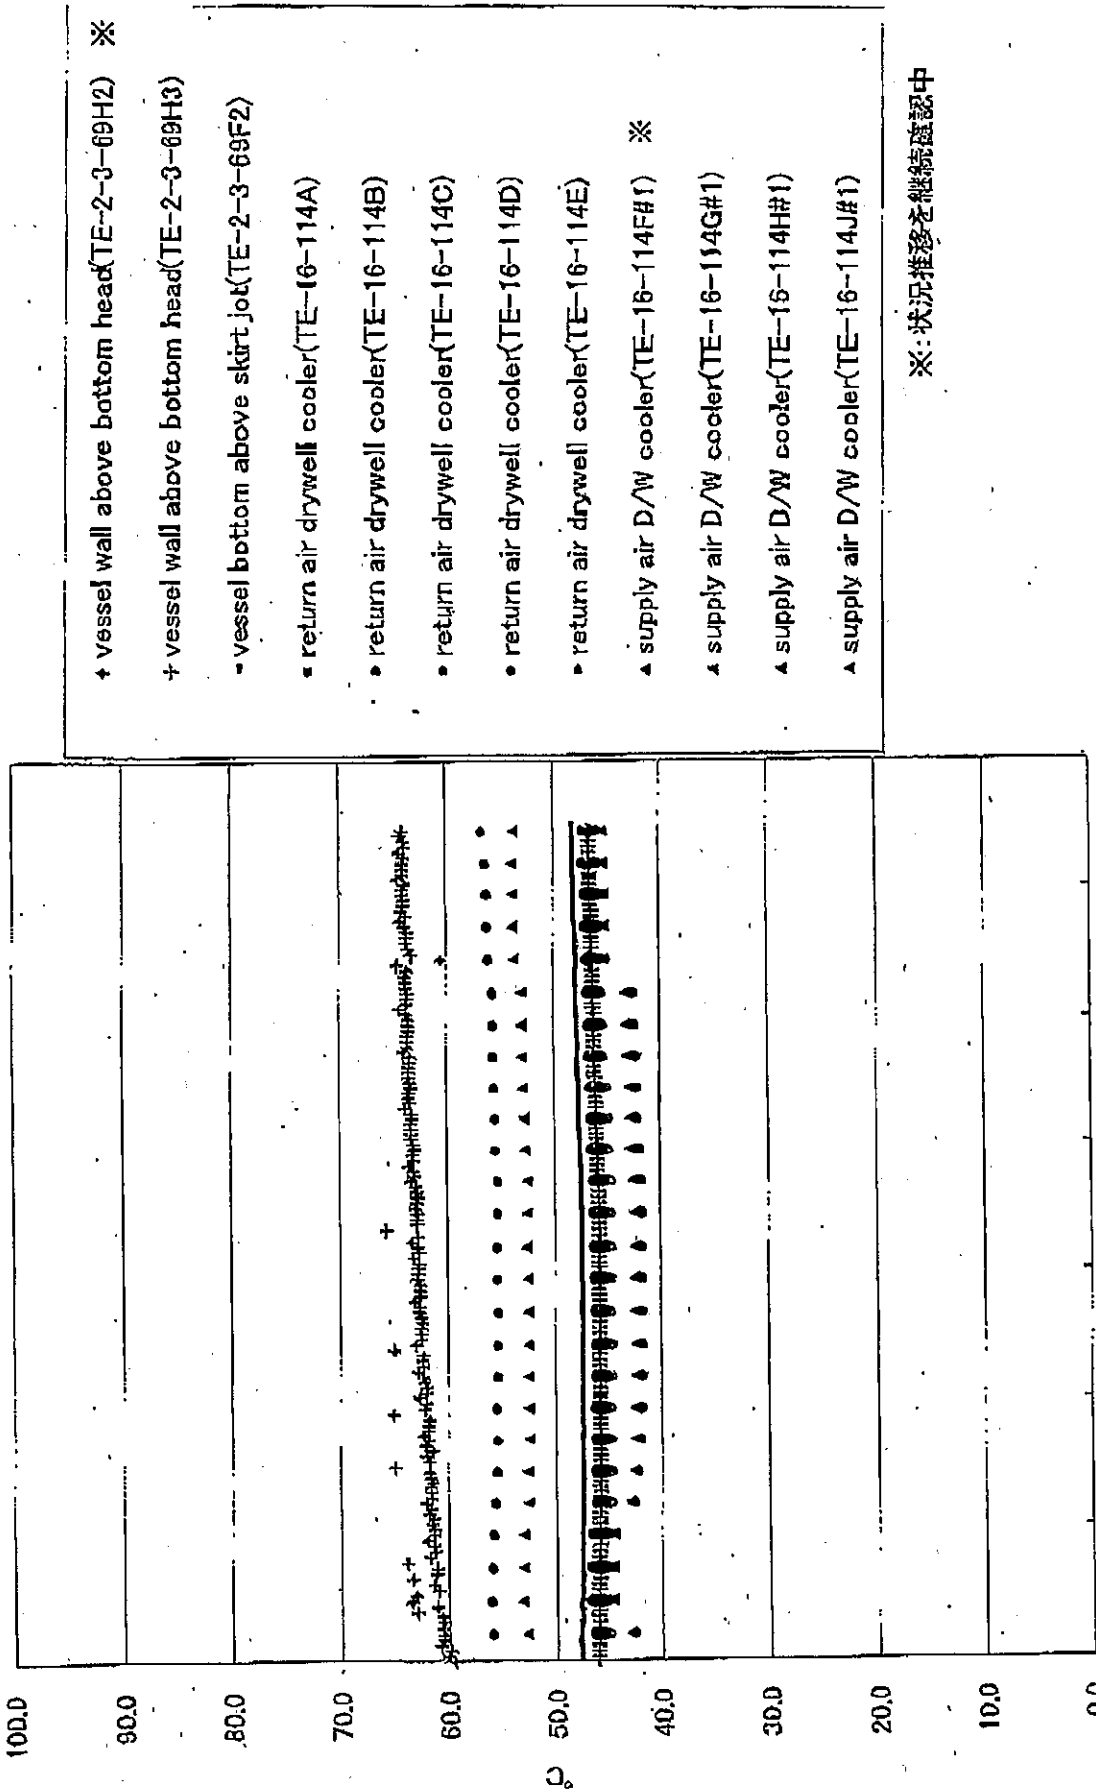 100.0
90.0
80.0
70.0
60.0
50.0
40.0
30.0
20.0
10.0
℃
vessel wall above bottom head(TE-2-3-69H2) ※
vessel wall above bottom head(TE-2-3-69H3)
vessel bottom above skirt jot(TE-2-3-69F2)
return air drywell cooler(TE-16-114A)
return air drywell cooler(TE-16-114B)
return air drywell cooler(TE-16-114C)
return air drywell cooler(TE-16-114D)
return air drywell cooler(TE-16-114E)
supply air D/W cooler(TE-16-114F#1) ※
supply air D/W cooler(TE-16-114G#1)
supply air D/W cooler(TE-16-114H#1)
supply air D/W cooler(TE-16-114J#1)
※:状況推移を継続確認中